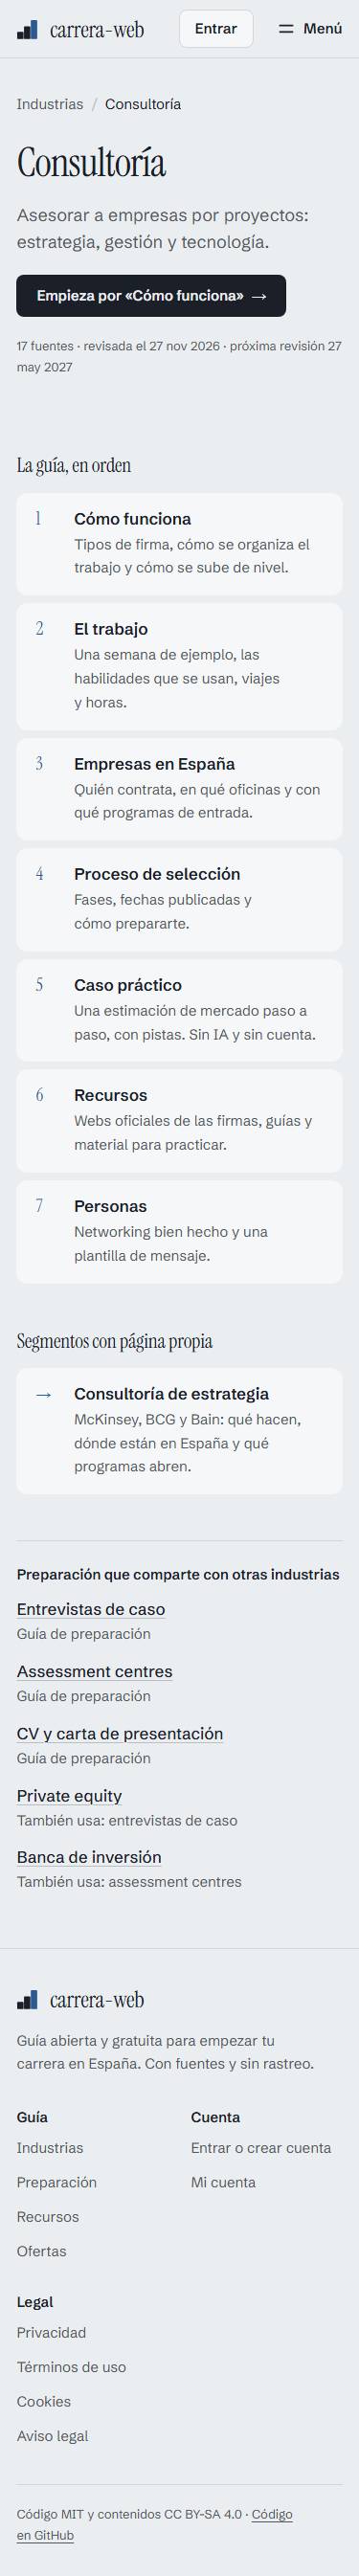 carrera-web
Entrar
Menú
Industrias / Consultoría
Consultoría
Asesorar a empresas por proyectos:
estrategia, gestión y tecnología.
Empieza por «Cómo funciona» →
17 fuentes · revisada el 27 nov 2026 · próxima revisión 27
may 2027
La guía, en orden
1
Cómo funciona
Tipos de firma, cómo se organiza el
trabajo y cómo se sube de nivel.
2
El trabajo
Una semana de ejemplo, las
habilidades que se usan, viajes
y horas.
3
Empresas en España
Quién contrata, en qué oficinas y con
qué programas de entrada.
4
Proceso de selección
Fases, fechas publicadas y
cómo prepararte.
5
Caso práctico
Una estimación de mercado paso a
paso, con pistas. Sin IA y sin cuenta.
6
Recursos
Webs oficiales de las firmas, guías y
material para practicar.
7
Personas
Networking bien hecho y una
plantilla de mensaje.
Segmentos con página propia
→
Consultoría de estrategia
McKinsey, BCG y Bain: qué hacen,
dónde están en España y qué
programas abren.
Preparación que comparte con otras industrias
Entrevistas de caso
Guía de preparación
Assessment centres
Guía de preparación
CV y carta de presentación
Guía de preparación
Private equity
También usa: entrevistas de caso
Banca de inversión
También usa: assessment centres
carrera-web
Guía abierta y gratuita para empezar tu
carrera en España. Con fuentes y sin rastreo.
Guía
Industrias
Preparación
Recursos
Ofertas
Cuenta
Entrar o crear cuenta
Mi cuenta
Legal
Privacidad
Términos de uso
Cookies
Aviso legal
Código MIT y contenidos CC BY-SA 4.0 · Código
en GitHub